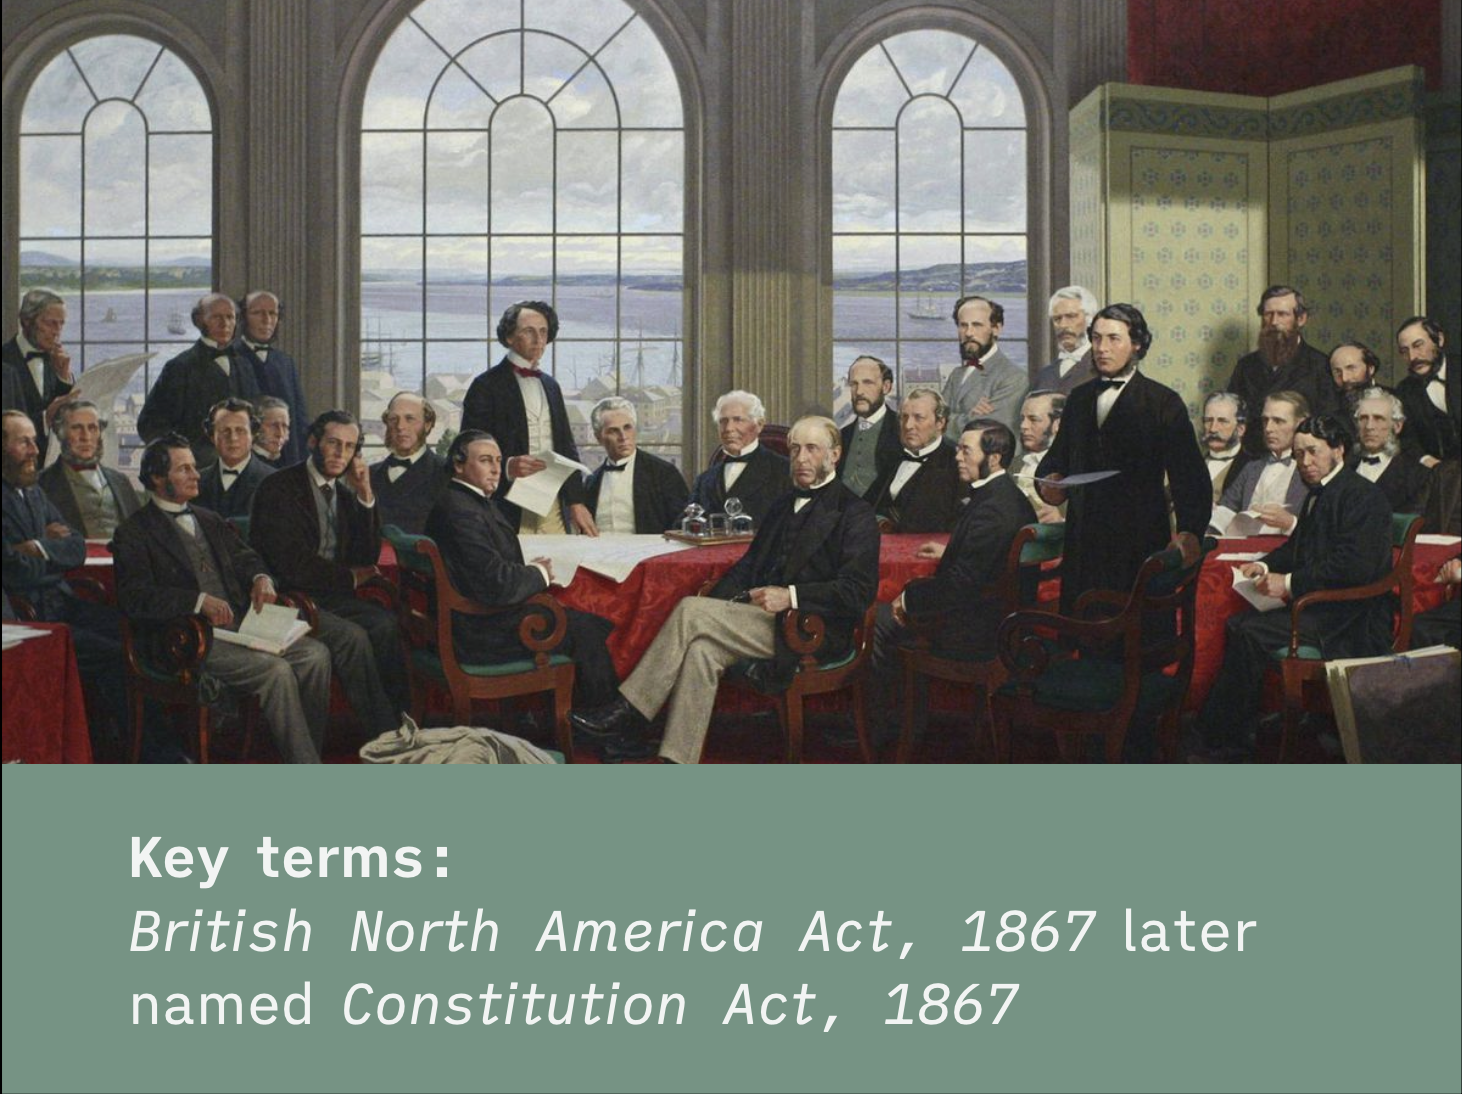 Key terms:
British North America Act, 1867 later
named Constitution Act, 1867